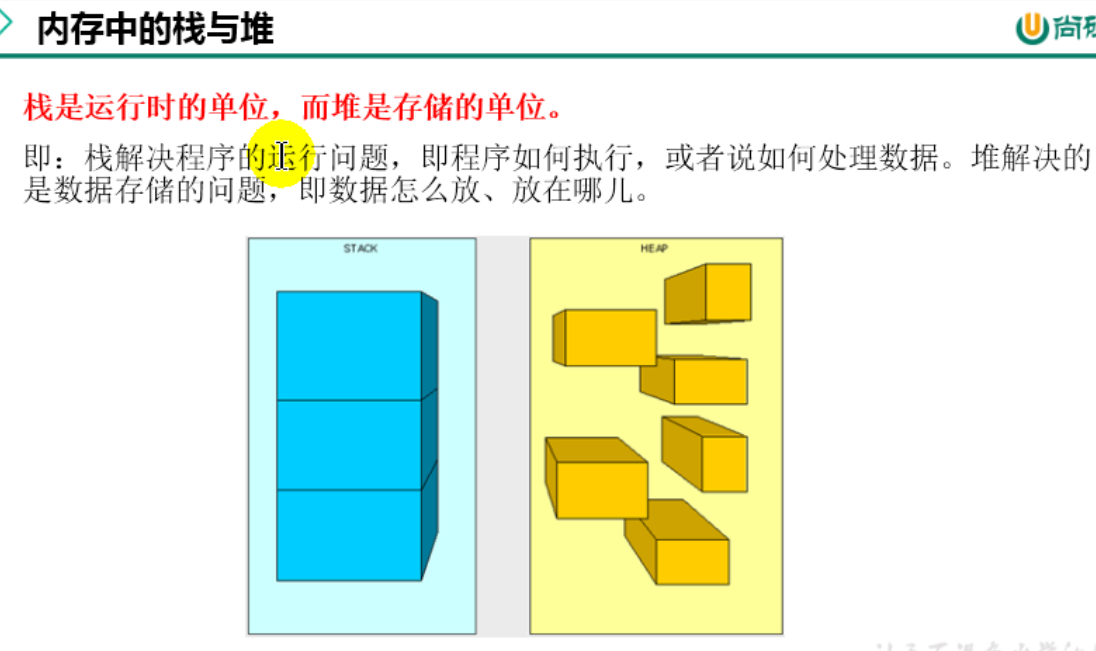 内存中的栈与堆
尚硅
栈是运行时的单位，而堆是存储的单位。
即：栈解决程序的运行问题，即程序如何执行，或者说如何处理数据。堆解决的
是数据存储的问题，即数据怎么放、放在哪儿。
STACK
HEAP